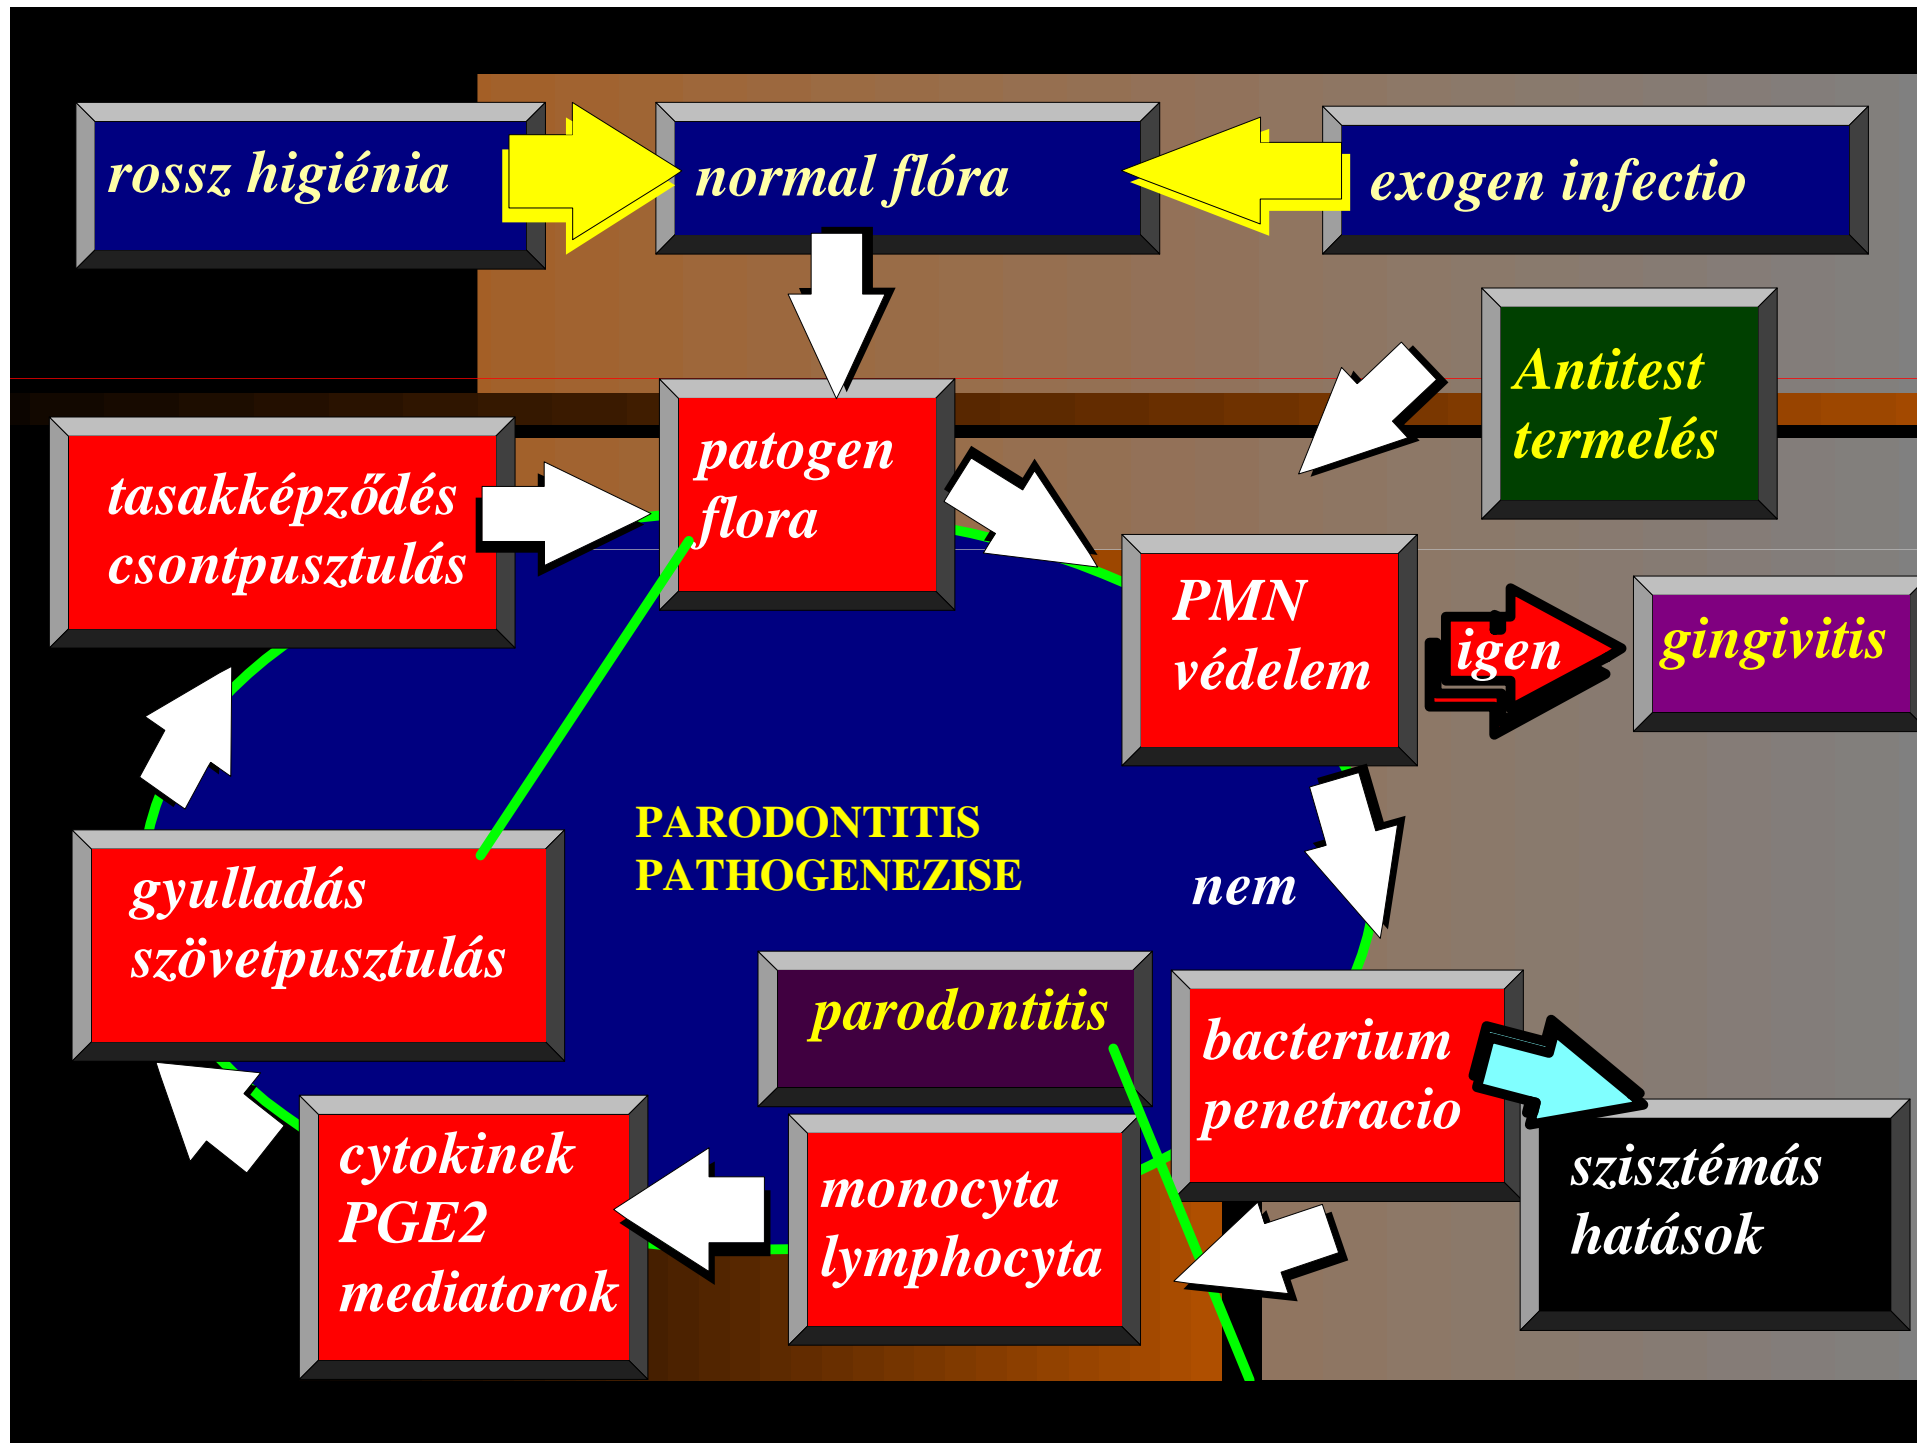 rossz higiénia
normal flóra
exogen infectio
Antitest
termelés
patogen
flora
tasakképződés
csontpusztulás
PMN
védelem
igen
gingivitis
PARODONTITIS
PATHOGENEZISE
nem
gyulladás
szövetpusztulás
parodontitis
bacterium
penetracio
cytokinek
PGE2
mediatorok
monocyta
lymphocyta
szisztémás
hatások